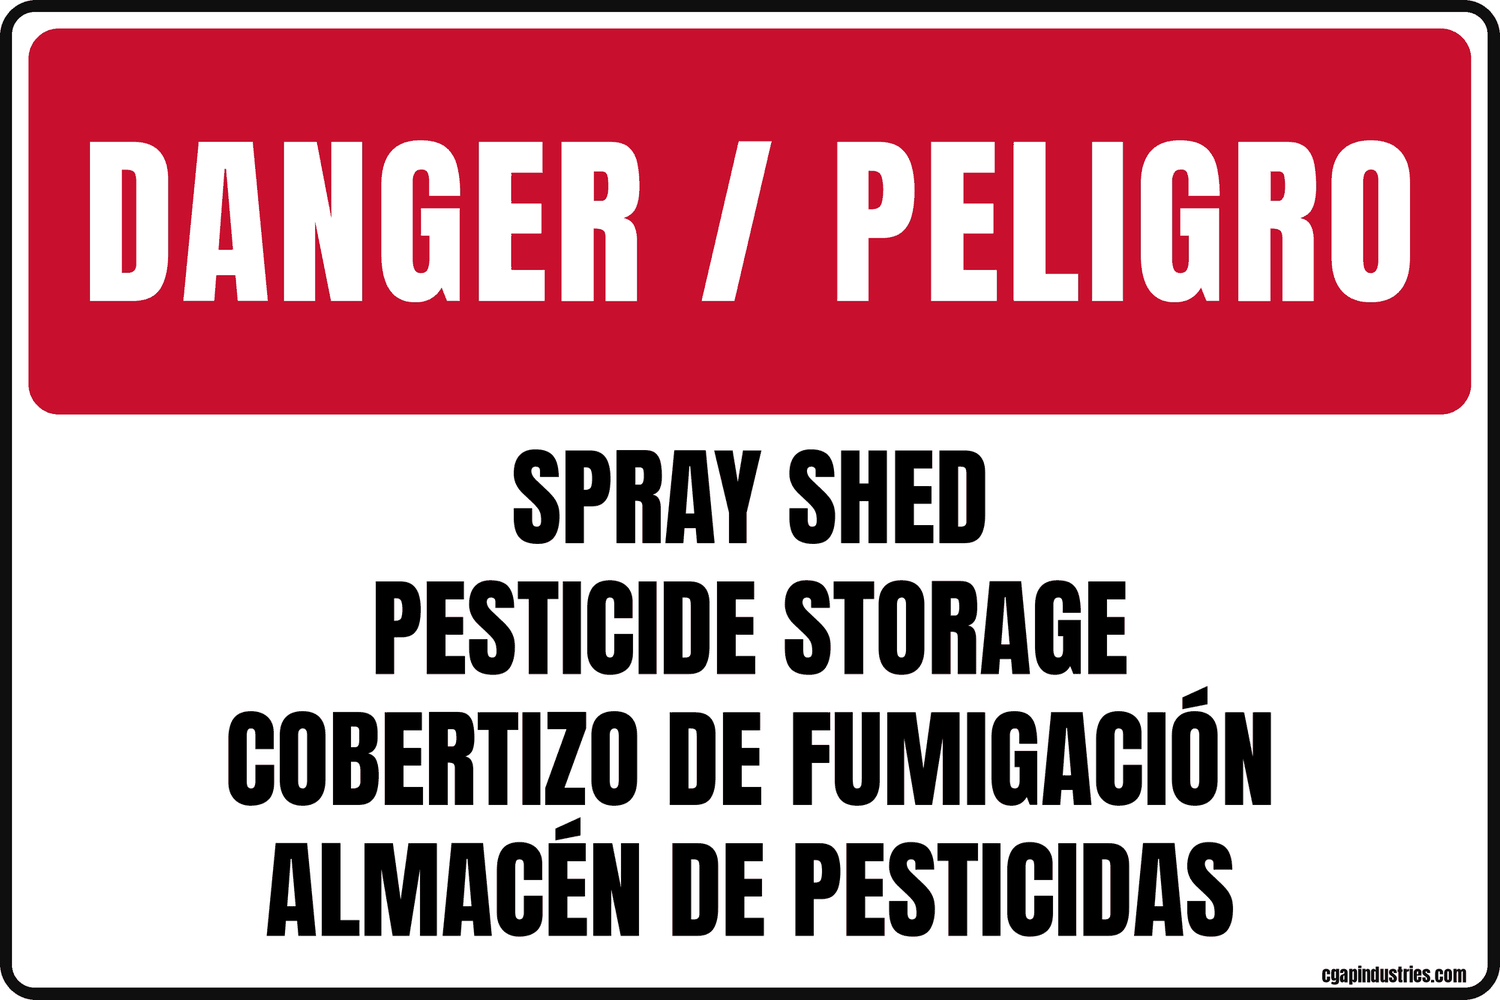 DANGER / PELIGRO
SPRAY SHED
PESTICIDE STORAGE
COBERTIZO DE FUMIGACIÓN
ALMACÉN DE PESTICIDAS
cgapindustries.com